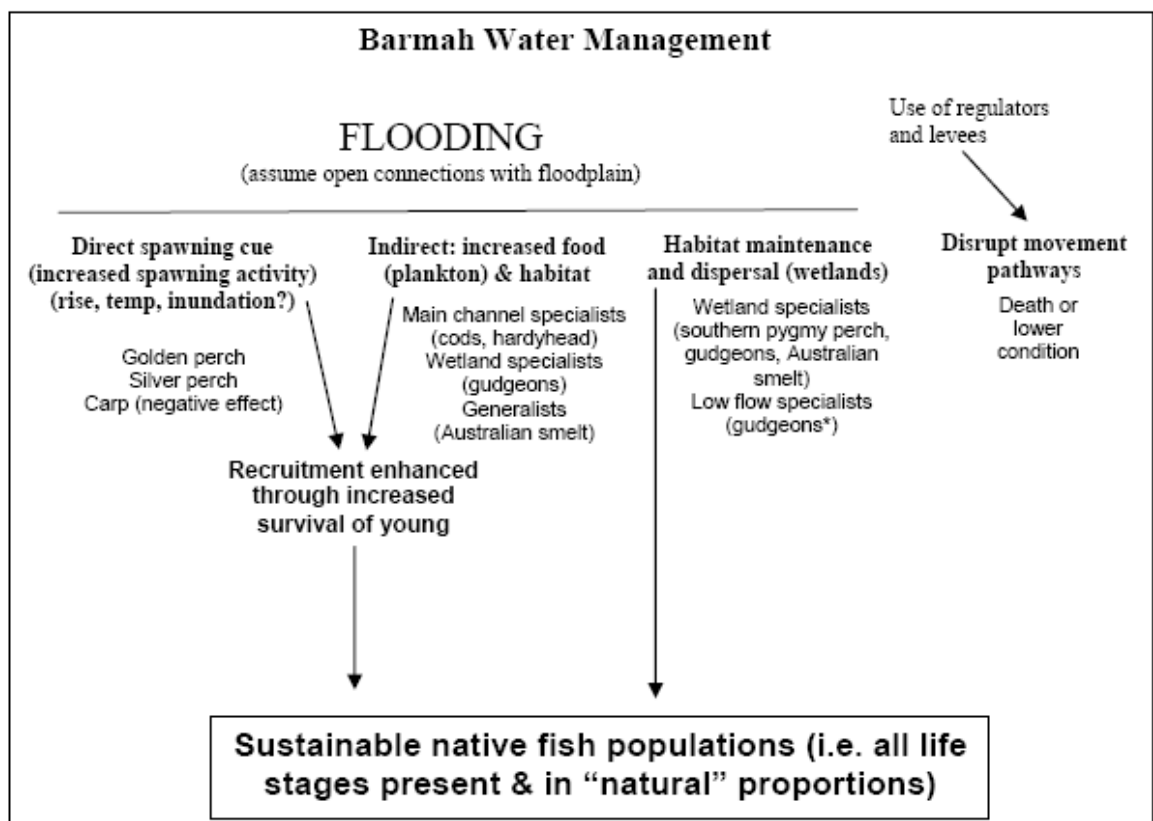 Barmah Water Management
FLOODING
(assume open connections with floodplain)
Use of regulators
and levees
Direct spawning cue
(increased spawning activity)
(rise, temp, inundation?)
Golden perch
Silver perch
Carp (negative effect)
Indirect: increased food
(plankton) & habitat
Main channel specialists
(cods, hardyhead)
Wetland specialists
(gudgeons)
Generalists
(Australian smelt)
Habitat maintenance
and dispersal (wetlands)
Wetland specialists
(southern pygmy perch,
gudgeons, Australian
smelt)
Low flow specialists
(gudgeons*)
Disrupt movement
pathways
Death or
lower
condition
Recruitment enhanced
through increased
survival of young
Sustainable native fish populations (i.e. all life
stages present & in “natural” proportions)